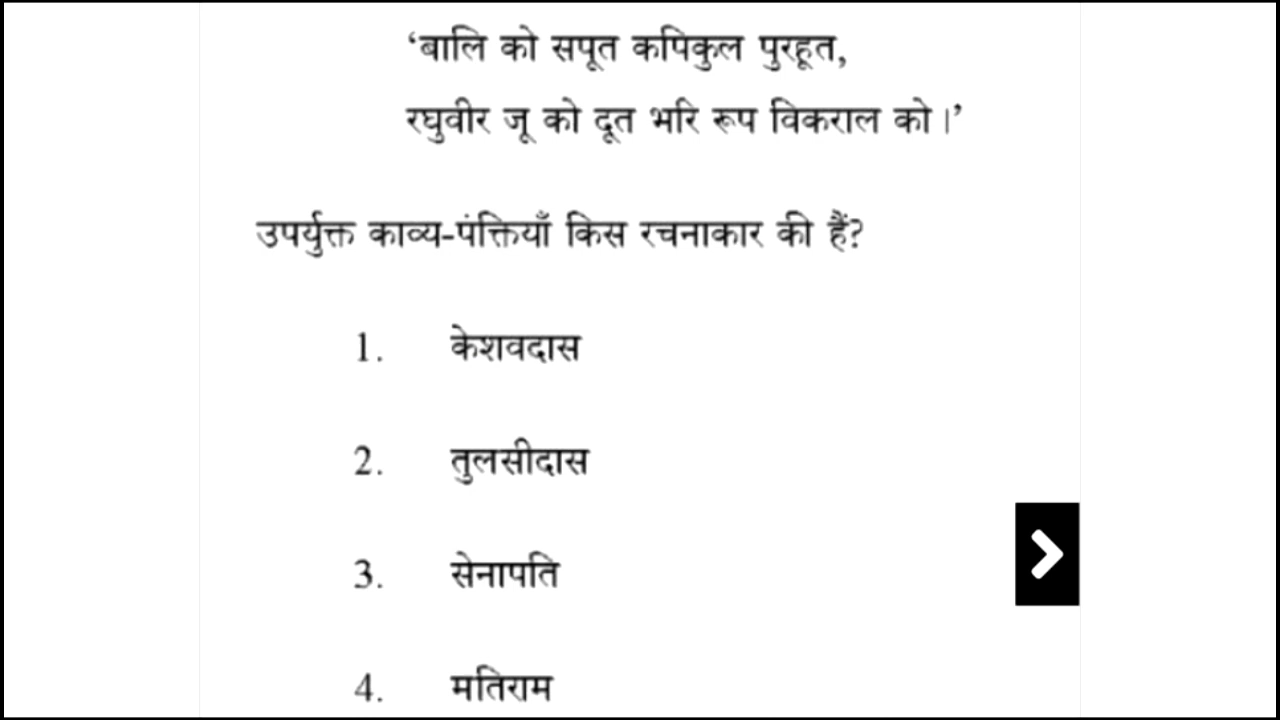 ‘बालि को सपूत कपिकुल पुरहूत,
रघुवीर जू को दूत भरि रूप विकराल को।’
उपर्युक्त काव्य-पंक्तियाँ किस रचनाकार की हैं?
1. केशवदास
2. तुलसीदास
3. सेनापति
4. मतिराम